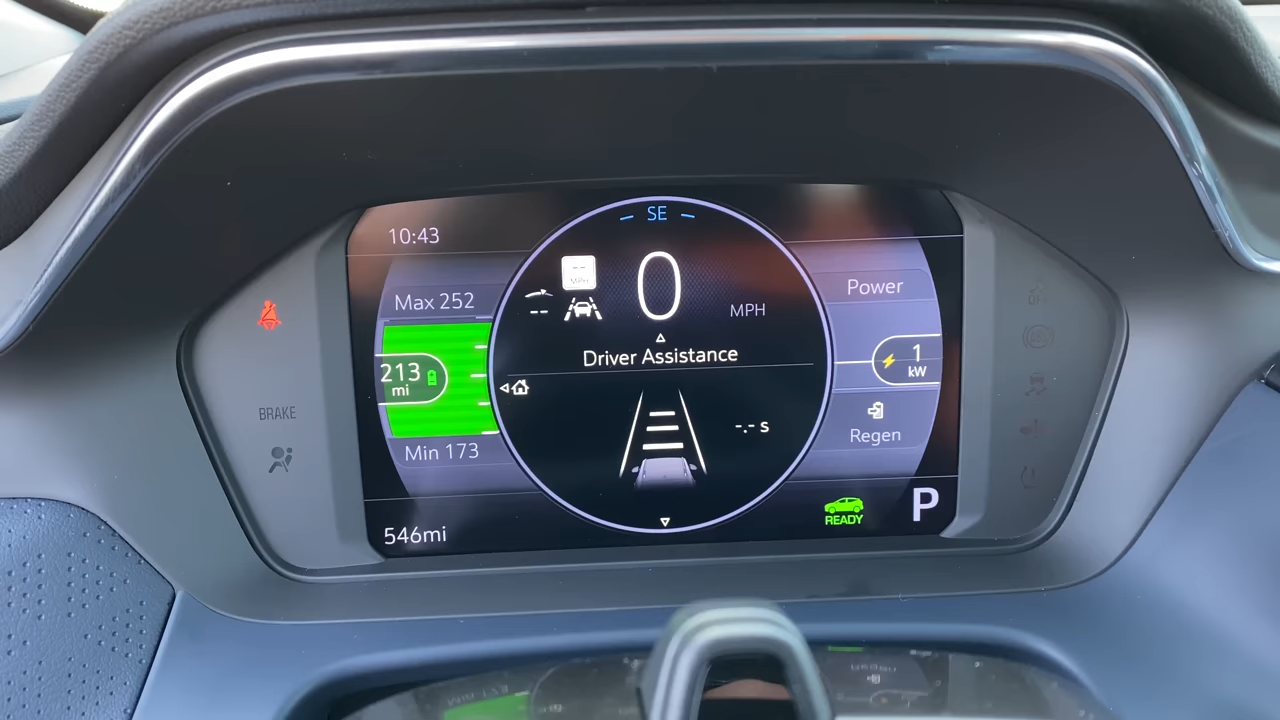 SE
10:43
0
MPH
Max 252
Power
--
Driver Assistance
213
mi
1
kW
-.- s
Regen
Min 173
BRAKE
READY
P
546mi